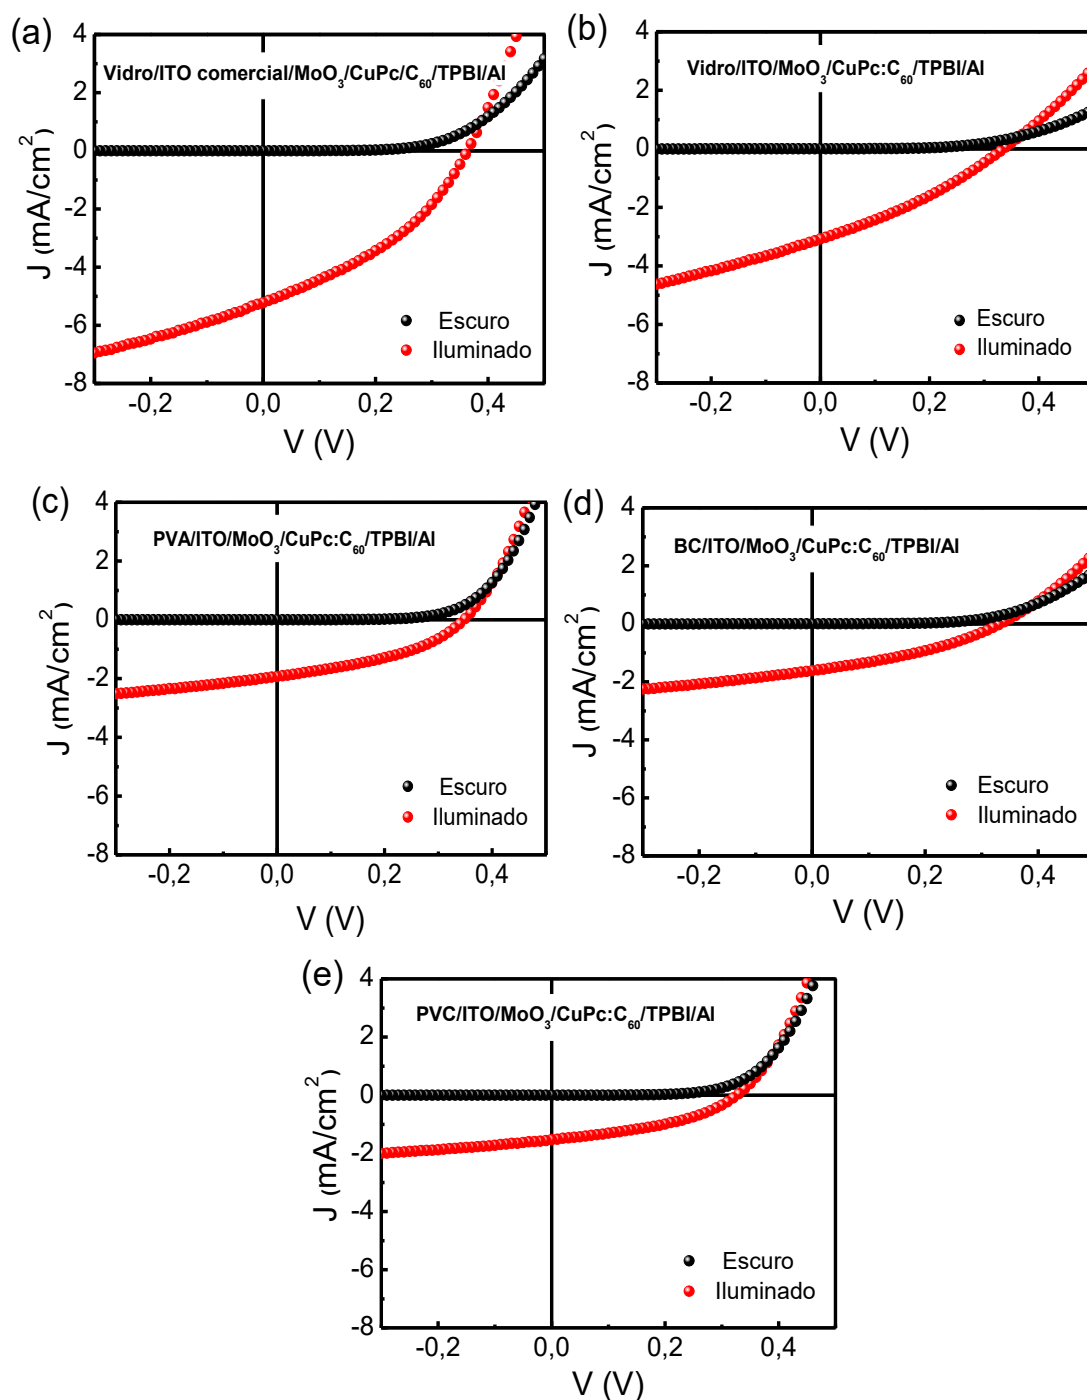 (a)
Vidro/ITO comercial/MoO₃/CuPc/C₆₀/TPBI/Al
4
2
0
-2
-4
-6
-8
J (mA/cm²)
Escuro
Iluminado
-0,2
0,0
0,2
0,4
V (V)
(b)
Vidro/ITO/MoO₃/CuPc:C₆₀/TPBI/Al
4
2
0
-2
-4
-6
-8
J (mA/cm²)
Escuro
Iluminado
-0,2
0,0
0,2
0,4
V (V)
(c)
PVA/ITO/MoO₃/CuPc:C₆₀/TPBI/Al
4
2
0
-2
-4
-6
-8
J (mA/cm²)
Escuro
Iluminado
-0,2
0,0
0,2
0,4
V (V)
(d)
BC/ITO/MoO₃/CuPc:C₆₀/TPBI/Al
4
2
0
-2
-4
-6
-8
J (mA/cm²)
Escuro
Iluminado
-0,2
0,0
0,2
0,4
V (V)
(e)
PVC/ITO/MoO₃/CuPc:C₆₀/TPBI/Al
4
2
0
-2
-4
-6
-8
J (mA/cm²)
Escuro
Iluminado
-0,2
0,0
0,2
0,4
V (V)